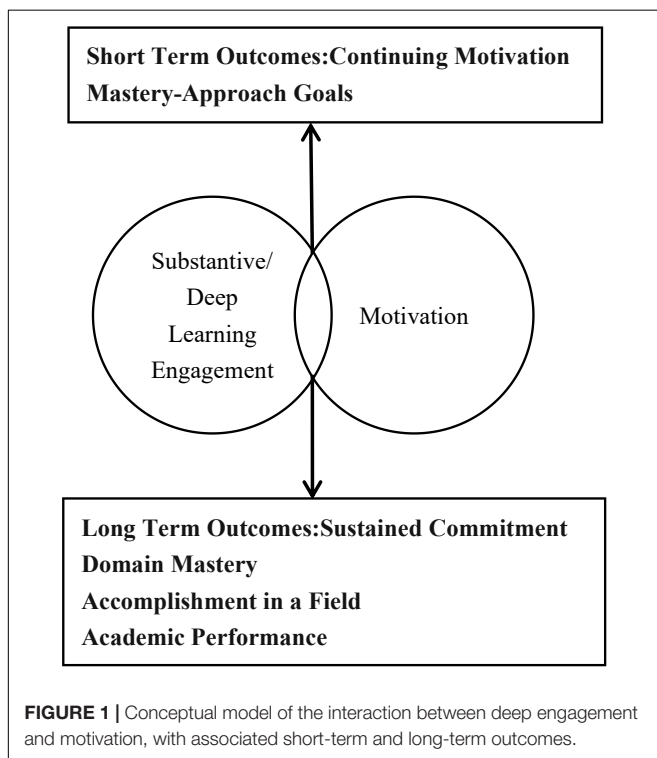 Short Term Outcomes:Continuing Motivation
Mastery-Approach Goals
Substantive/
Deep
Learning
Engagement
Motivation
Long Term Outcomes:Sustained Commitment
Domain Mastery
Accomplishment in a Field
Academic Performance
FIGURE 1 | Conceptual model of the interaction between deep engagement
and motivation, with associated short-term and long-term outcomes.